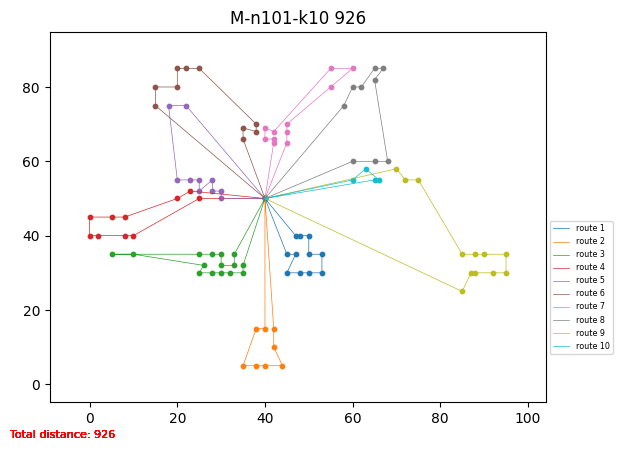 M-n101-k10 926
80
60
40
20
0
0 20 40 60 80 100
route 1
route 2
route 3
route 4
route 5
route 6
route 7
route 8
route 9
route 10
Total distance: 926